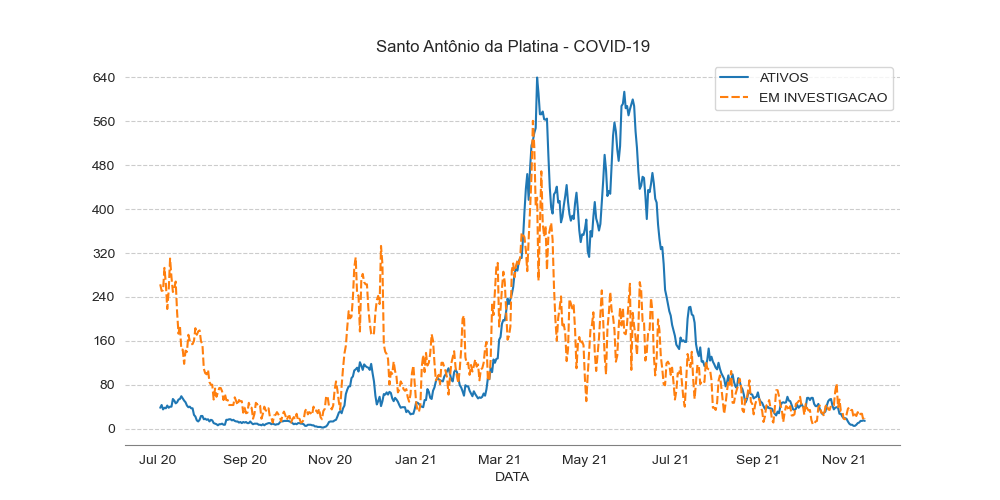 Santo Antônio da Platina - COVID-19
ATIVOS
EM INVESTIGACAO
640
560
480
400
320
240
160
80
0
Jul 20 Sep 20 Nov 20 Jan 21 Mar 21 May 21 Jul 21 Sep 21 Nov 21
DATA